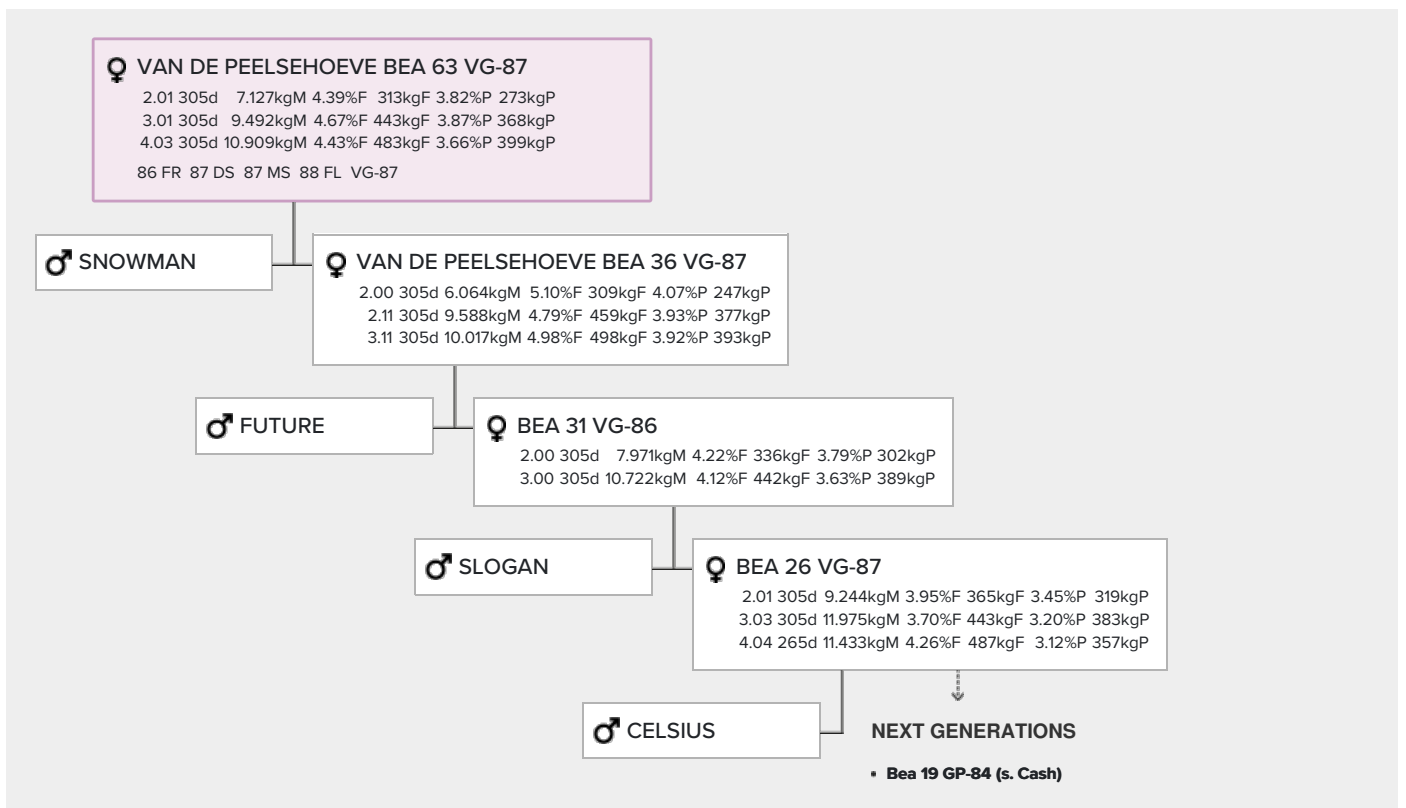 VAN DE PEELSEHOEVE BEA 63 VG-87
2.01 305d 7.127kgM 4.39%F 313kgF 3.82%P 273kgP
3.01 305d 9.492kgM 4.67%F 443kgF 3.87%P 368kgP
4.03 305d 10.909kgM 4.43%F 483kgF 3.66%P 399kgP
86 FR 87 DS 87 MS 88 FL VG-87
SNOWMAN
VAN DE PEELSEHOEVE BEA 36 VG-87
2.00 305d 6.064kgM 5.10%F 309kgF 4.07%P 247kgP
2.11 305d 9.588kgM 4.79%F 459kgF 3.93%P 377kgP
3.11 305d 10.017kgM 4.98%F 498kgF 3.92%P 393kgP
FUTURE
BEA 31 VG-86
2.00 305d 7.971kgM 4.22%F 336kgF 3.79%P 302kgP
3.00 305d 10.722kgM 4.12%F 442kgF 3.63%P 389kgP
SLOGAN
BEA 26 VG-87
2.01 305d 9.244kgM 3.95%F 365kgF 3.45%P 319kgP
3.03 305d 11.975kgM 3.70%F 443kgF 3.20%P 383kgP
4.04 265d 11.433kgM 4.26%F 487kgF 3.12%P 357kgP
CELSIUS
NEXT GENERATIONS
• Bea 19 GP-84 (s. Cash)